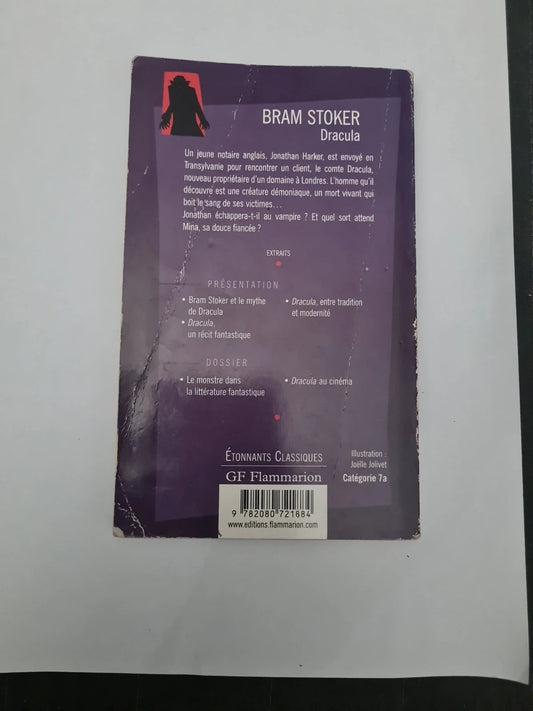 BRAM STOKER
Dracula
Un jeune notaire anglais, Jonathan Harker, est envoyé en
Transylvanie pour rencontrer un client, le comte Dracula,
nouveau propriétaire d'un domaine à Londres. L'homme qu'il
découvre est une créature démoniaque, un mort vivant qui
boit le sang de ses victimes...
Jonathan échappera-t-il au vampire ? Et quel sort attend
Mina, sa douce fiancée ?
EXTRAITS
PRÉSENTATION
• Bram Stoker et le mythe
de Dracula
• Dracula,
un récit fantastique
• Dracula, entre tradition
et modernité
DOSSIER
• Le monstre dans
la littérature fantastique
• Dracula au cinéma
ÉTONNANTS CLASSIQUES
GF Flammarion
Illustration :
Joëlle Jolivet
Catégorie 7a
9 782080 721884
www.editions.flammarion.com